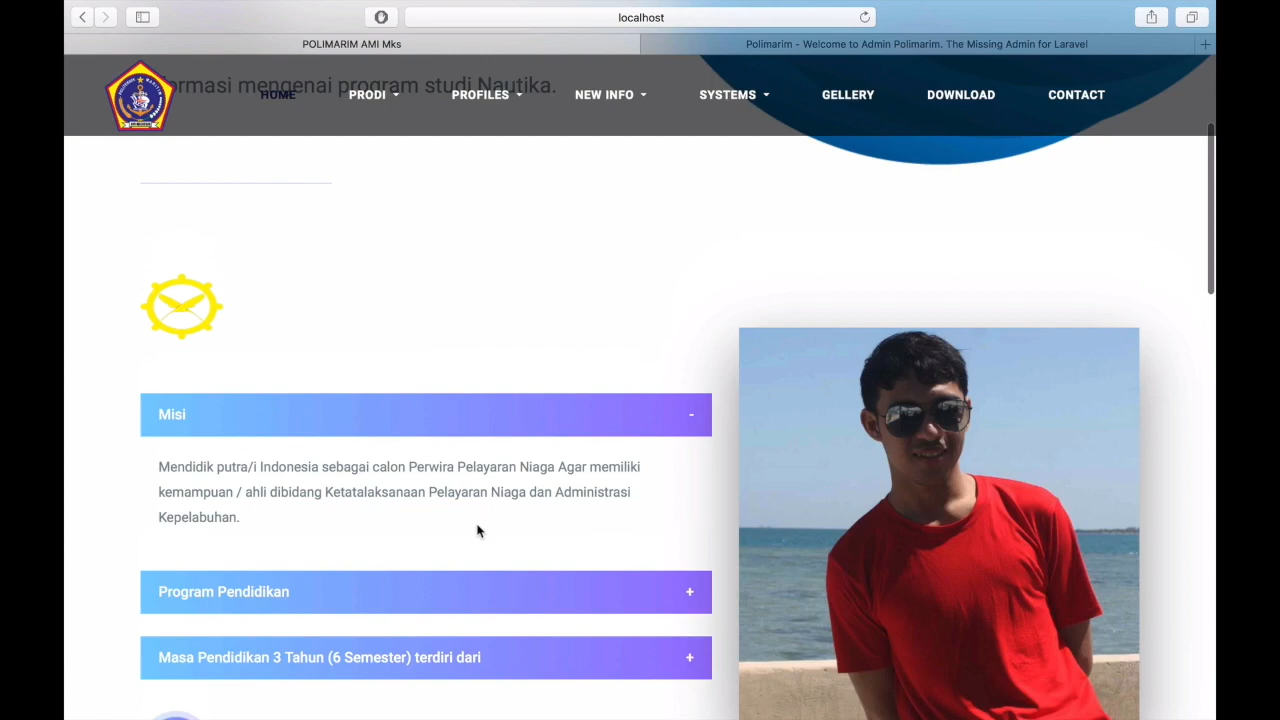 localhost
POLIMARIM AMI Mks
Polimarim - Welcome to Admin Polimarim. The Missing Admin for Laravel
formasi mengenai program studi Nautika.
HOME
PRODI
PROFILES
NEW INFO
SYSTEMS
GELLERY
DOWNLOAD
CONTACT
Misi
-
Mendidik putra/i Indonesia sebagai calon Perwira Pelayaran Niaga Agar memiliki
kemampuan / ahli dibidang Ketatalaksanaan Pelayaran Niaga dan Administrasi
Kepelabuhan.
Program Pendidikan
+
Masa Pendidikan 3 Tahun (6 Semester) terdiri dari
+